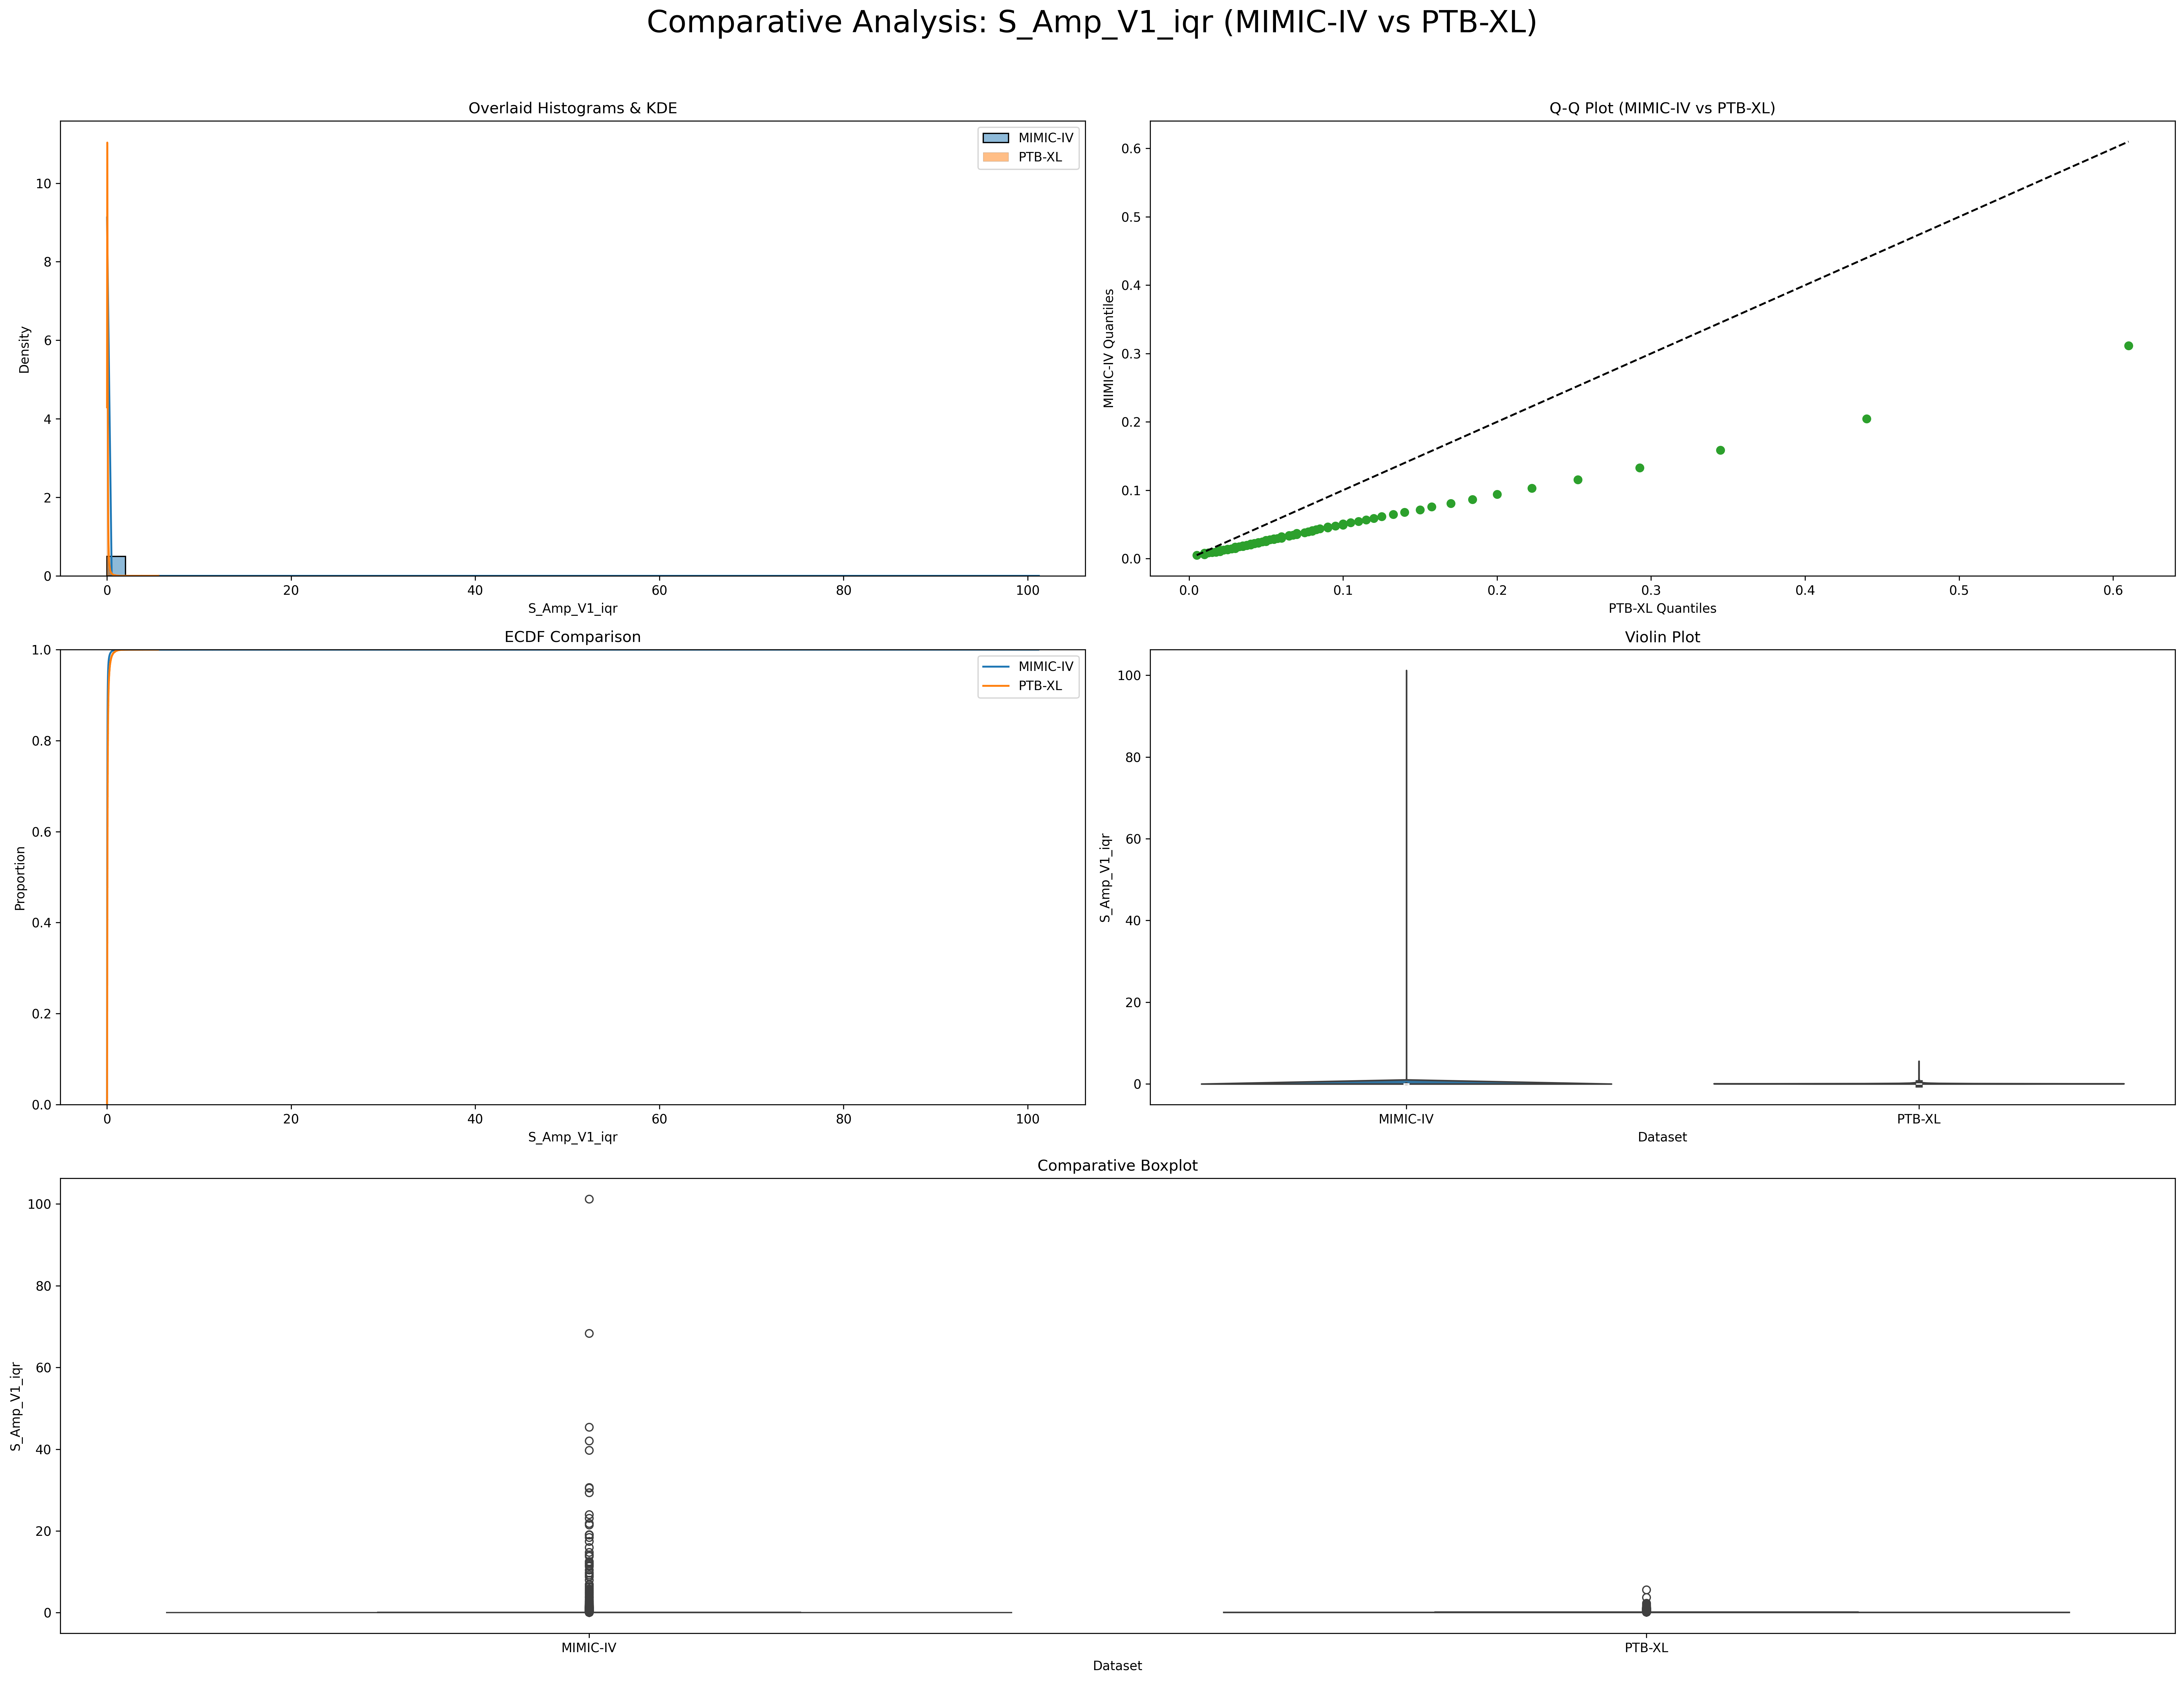 Comparative Analysis: S_Amp_V1_iqr (MIMIC-IV vs PTB-XL)
Overlaid Histograms & KDE
MIMIC-IV
PTB-XL
10
8
6
4
2
0
Density
0 20 40 60 80 100
S_Amp_V1_iqr
Q-Q Plot (MIMIC-IV vs PTB-XL)
0.6
0.5
0.4
0.3
0.2
0.1
0.0
MIMIC-IV Quantiles
0.0 0.1 0.2 0.3 0.4 0.5 0.6
PTB-XL Quantiles
ECDF Comparison
MIMIC-IV
PTB-XL
1.0
0.8
0.6
0.4
0.2
0.0
Proportion
0 20 40 60 80 100
S_Amp_V1_iqr
Violin Plot
100
80
60
40
20
0
S_Amp_V1_iqr
MIMIC-IV PTB-XL
Dataset
Comparative Boxplot
100
80
60
40
20
0
S_Amp_V1_iqr
MIMIC-IV PTB-XL
Dataset